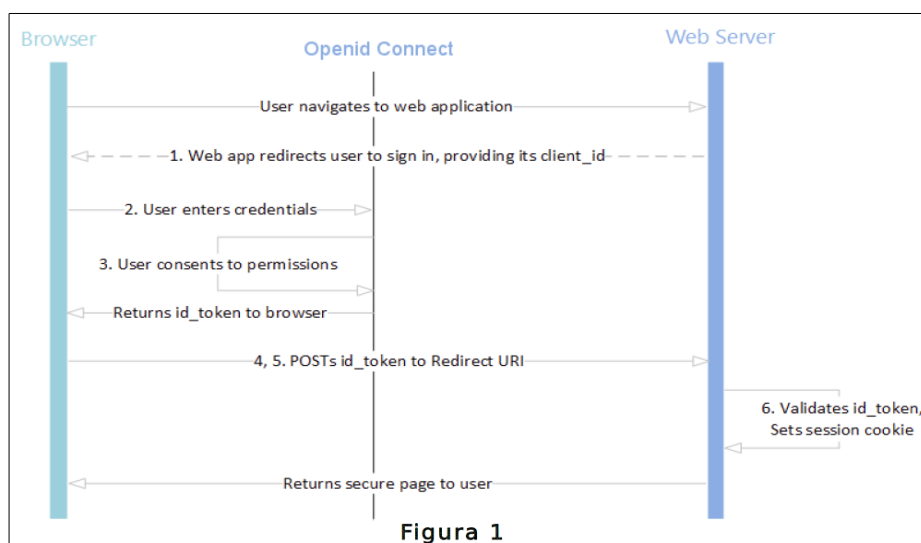 Browser
Openid Connect
Web Server
User navigates to web application
1. Web app redirects user to sign in, providing its client_id
2. User enters credentials
3. User consents to permissions
Returns id_token to browser
4, 5. POSTs id_token to Redirect URI
6. Validates id_token,
Sets session cookie
Returns secure page to user
Figura 1